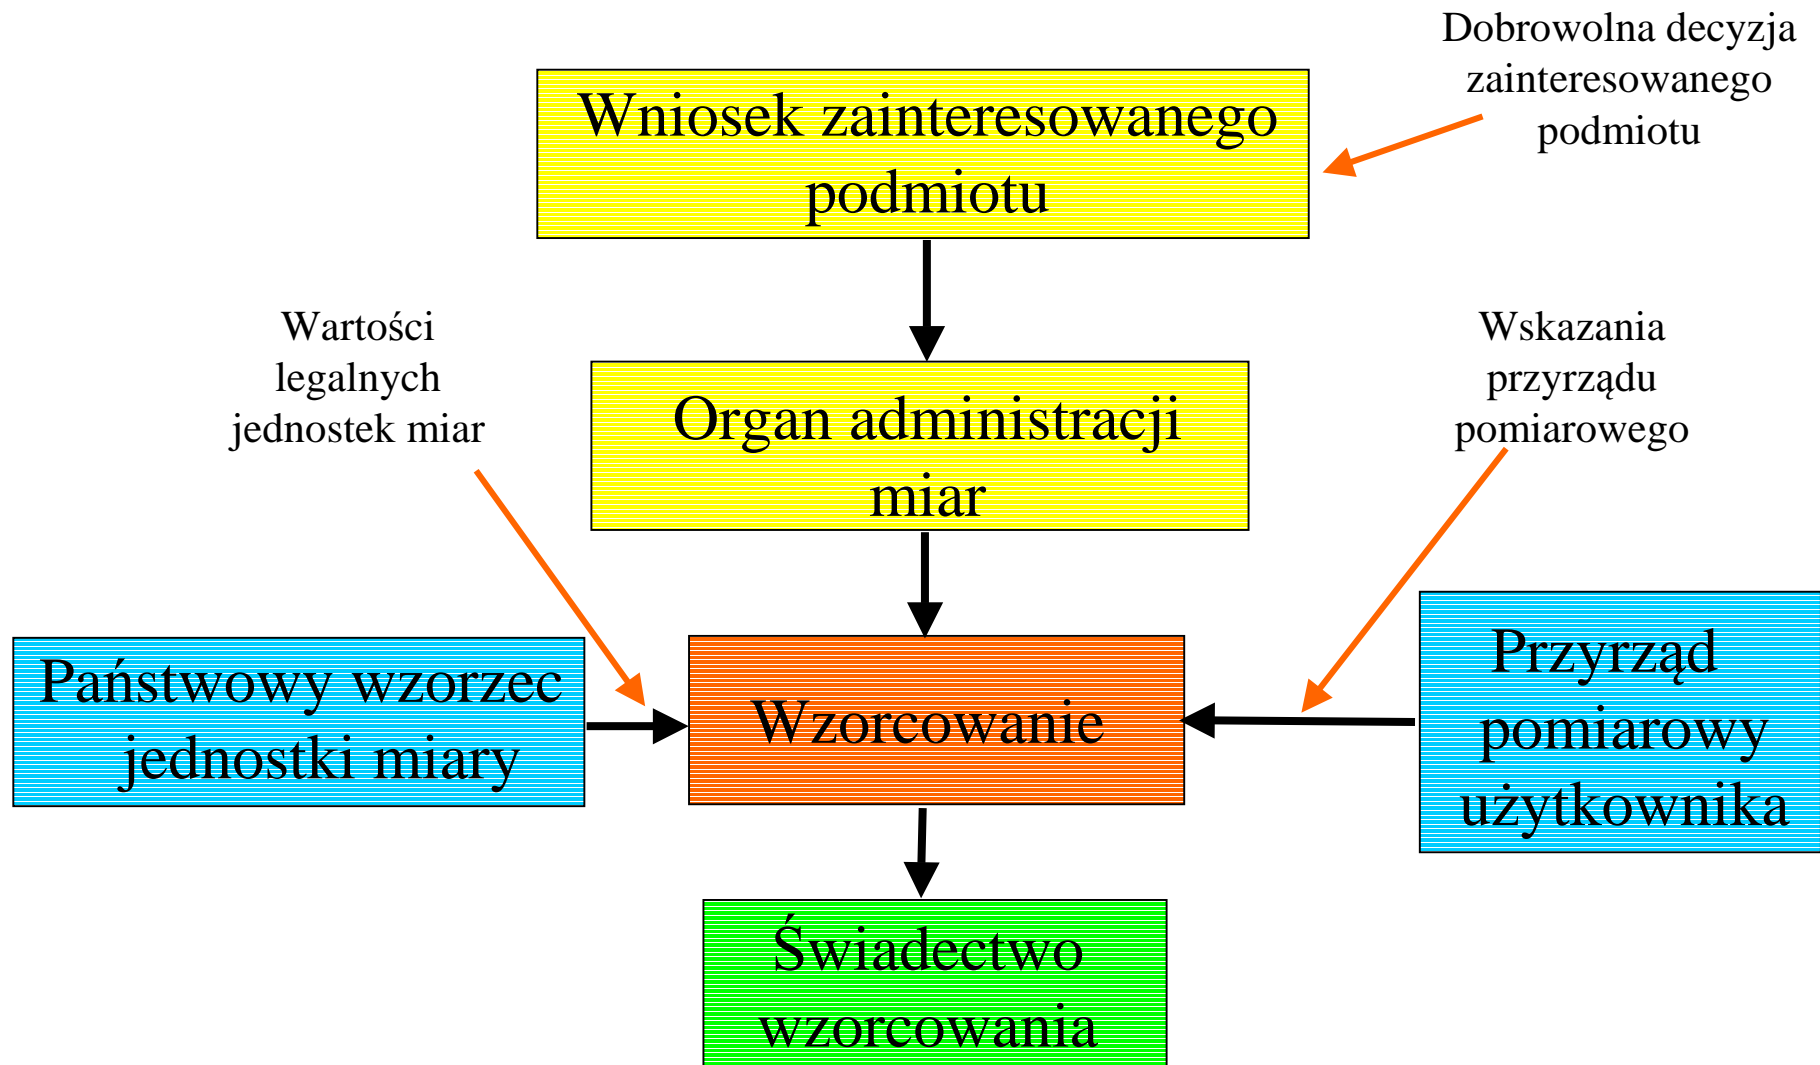 Dobrowolna decyzja
zainteresowanego
podmiotu
Wniosek zainteresowanego
podmiotu
Wartości
legalnych
jednostek miar
Wskazania
przyrządu
pomiarowego
Organ administracji
miar
Państwowy wzorzec
jednostki miary
Wzorcowanie
Przyrząd
pomiarowy
użytkownika
Świadectwo
wzorcowania